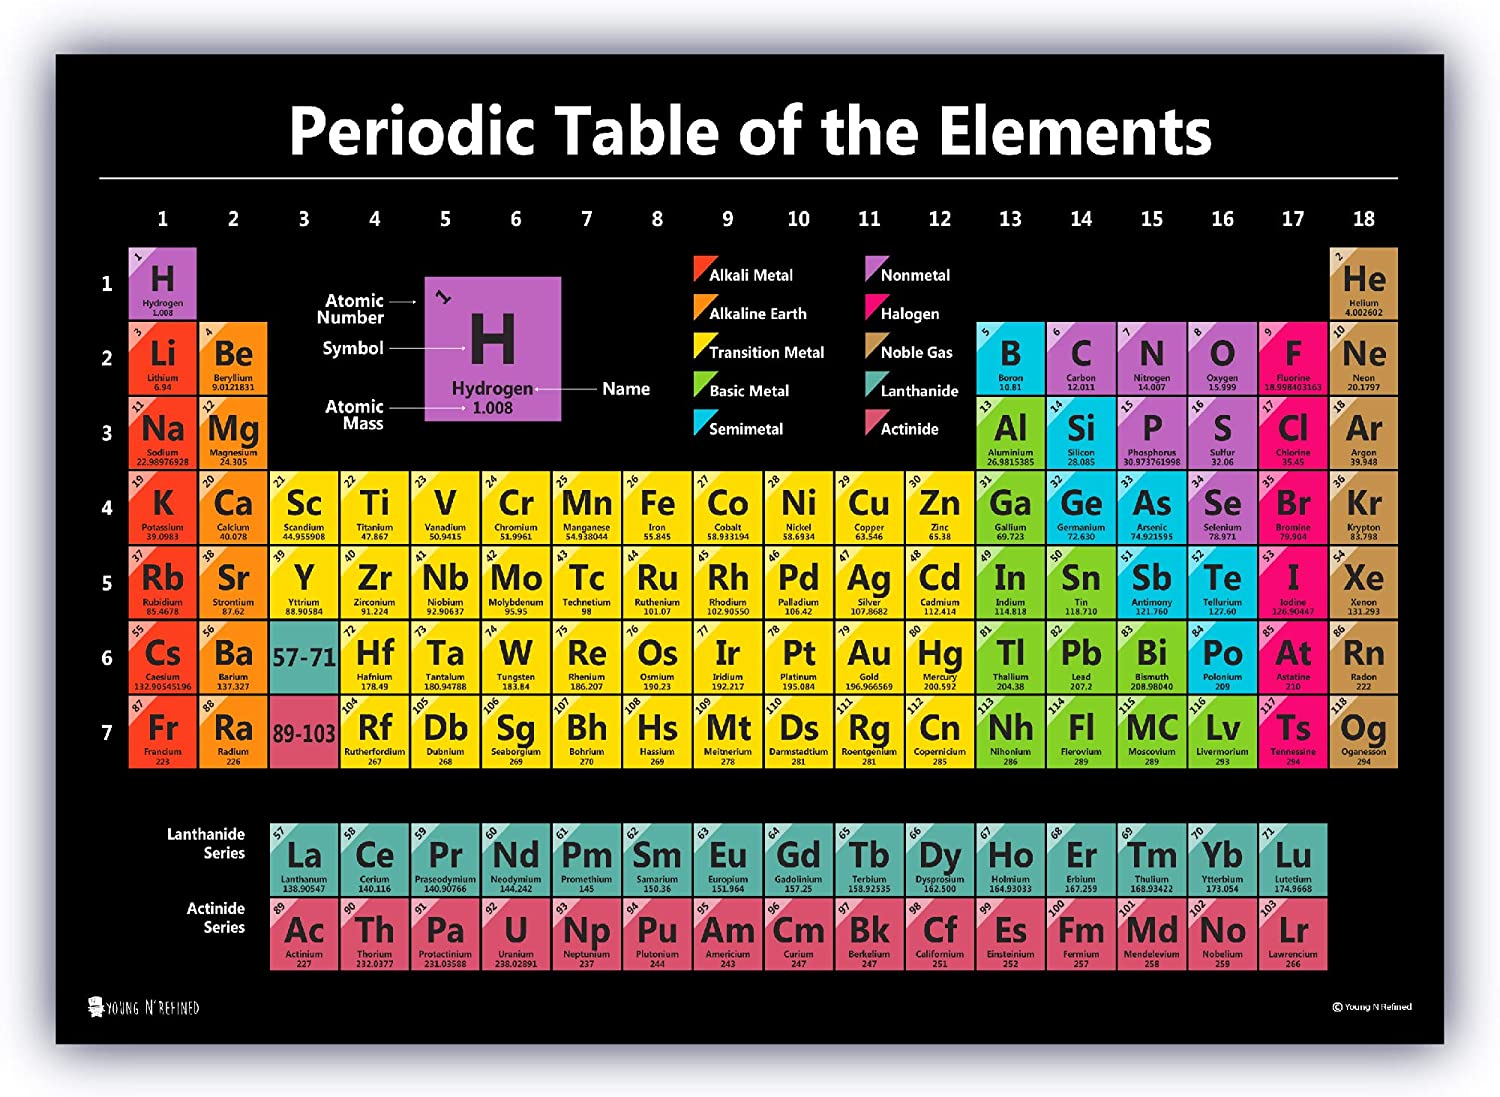 Periodic Table of the Elements
1 2 3 4 5 6 7 8 9 10 11 12 13 14 15 16 17 18
1
1 H Hydrogen 1.008
2 He Helium 4.002602
Atomic Number
Symbol
Atomic Mass
1
H
Hydrogen
1.008
Name
Alkali Metal
Alkaline Earth
Transition Metal
Basic Metal
Semimetal
Nonmetal
Halogen
Noble Gas
Lanthanide
Actinide
2
3 Li Lithium 6.94
4 Be Beryllium 9.0121831
5 B Boron 10.81
6 C Carbon 12.011
7 N Nitrogen 14.007
8 O Oxygen 15.999
9 F Fluorine 18.998403163
10 Ne Neon 20.1797
3
11 Na Sodium 22.98976928
12 Mg Magnesium 24.305
13 Al Aluminium 26.9815385
14 Si Silicon 28.085
15 P Phosphorus 30.973761998
16 S Sulfur 32.06
17 Cl Chlorine 35.45
18 Ar Argon 39.948
4
19 K Potassium 39.0983
20 Ca Calcium 40.078
21 Sc Scandium 44.955908
22 Ti Titanium 47.867
23 V Vanadium 50.9415
24 Cr Chromium 51.9961
25 Mn Manganese 54.938044
26 Fe Iron 55.845
27 Co Cobalt 58.933194
28 Ni Nickel 58.6934
29 Cu Copper 63.546
30 Zn Zinc 65.38
31 Ga Gallium 69.723
32 Ge Germanium 72.630
33 As Arsenic 74.921595
34 Se Selenium 78.971
35 Br Bromine 79.904
36 Kr Krypton 83.798
5
37 Rb Rubidium 85.4678
38 Sr Strontium 87.62
39 Y Yttrium 88.90584
40 Zr Zirconium 91.224
41 Nb Niobium 92.90637
42 Mo Molybdenum 95.95
43 Tc Technetium 98
44 Ru Ruthenium 101.07
45 Rh Rhodium 102.90550
46 Pd Palladium 106.42
47 Ag Silver 107.8682
48 Cd Cadmium 112.414
49 In Indium 114.818
50 Sn Tin 118.710
51 Sb Antimony 121.760
52 Te Tellurium 127.60
53 I Iodine 126.90447
54 Xe Xenon 131.293
6
55 Cs Caesium 132.90545196
56 Ba Barium 137.327
57-71
72 Hf Hafnium 178.49
73 Ta Tantalum 180.94788
74 W Tungsten 183.84
75 Re Rhenium 186.207
76 Os Osmium 190.23
77 Ir Iridium 192.217
78 Pt Platinum 195.084
79 Au Gold 196.966569
80 Hg Mercury 200.592
81 Tl Thallium 204.38
82 Pb Lead 207.2
83 Bi Bismuth 208.98040
84 Po Polonium 209
85 At Astatine 210
86 Rn Radon 222
7
87 Fr Francium 223
88 Ra Radium 226
89-103
104 Rf Rutherfordium 267
105 Db Dubnium 268
106 Sg Seaborgium 269
107 Bh Bohrium 270
108 Hs Hassium 269
109 Mt Meitnerium 278
110 Ds Darmstadtium 281
111 Rg Roentgenium 281
112 Cn Copernicium 285
113 Nh Nihonium 286
114 Fl Flerovium 289
115 MC Moscovium 289
116 Lv Livermorium 293
117 Ts Tennessine 294
118 Og Oganesson 294
Lanthanide Series
57 La Lanthanum 138.90547
58 Ce Cerium 140.116
59 Pr Praseodymium 140.90766
60 Nd Neodymium 144.242
61 Pm Promethium 145
62 Sm Samarium 150.36
63 Eu Europium 151.964
64 Gd Gadolinium 157.25
65 Tb Terbium 158.92535
66 Dy Dysprosium 162.500
67 Ho Holmium 164.93033
68 Er Erbium 167.259
69 Tm Thulium 168.93422
70 Yb Ytterbium 173.054
71 Lu Lutetium 174.9668
Actinide Series
89 Ac Actinium 227
90 Th Thorium 232.0377
91 Pa Protactinium 231.03588
92 U Uranium 238.02891
93 Np Neptunium 237
94 Pu Plutonium 244
95 Am Americium 243
96 Cm Curium 247
97 Bk Berkelium 247
98 Cf Californium 251
99 Es Einsteinium 252
100 Fm Fermium 257
101 Md Mendelevium 258
102 No Nobelium 259
103 Lr Lawrencium 266
YOUNG N' REFINED
© Young N Refined